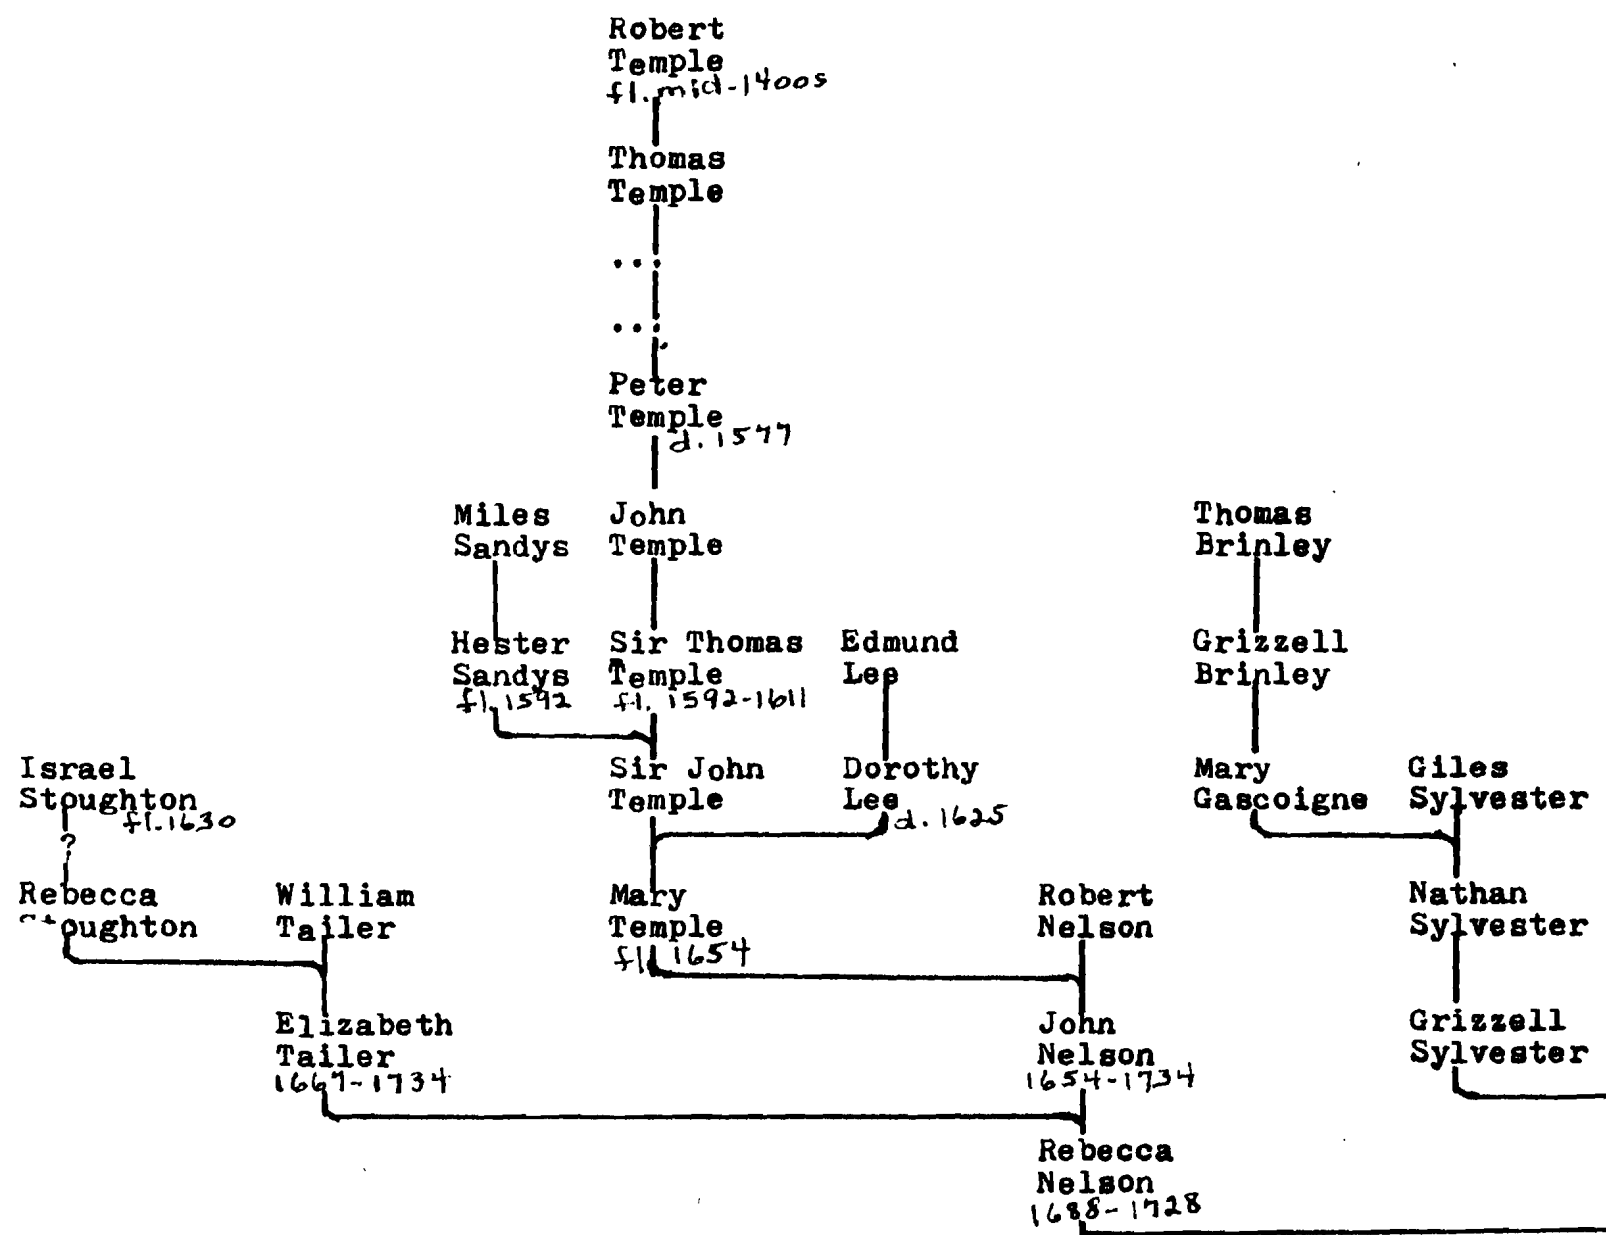 Robert
Temple
fl. mid-1400s
Thomas
Temple
...
...
Peter
Temple
d. 1577
Miles
Sandys
John
Temple
Thomas
Brinley
Hester
Sandys
fl. 1592
Sir Thomas
Temple
fl. 1592-1611
Edmund
Lee
Grizzell
Brinley
Israel
Stoughton
fl. 1630
?
Sir John
Temple
Dorothy
Lee
d. 1625
Mary
Gascoigne
Giles
Sylvester
Rebecca
Stoughton
William
Tailer
Mary
Temple
fl. 1654
Robert
Nelson
Nathan
Sylvester
Elizabeth
Tailer
1667-1734
John
Nelson
1654-1734
Grizzell
Sylvester
Rebecca
Nelson
1688-1728